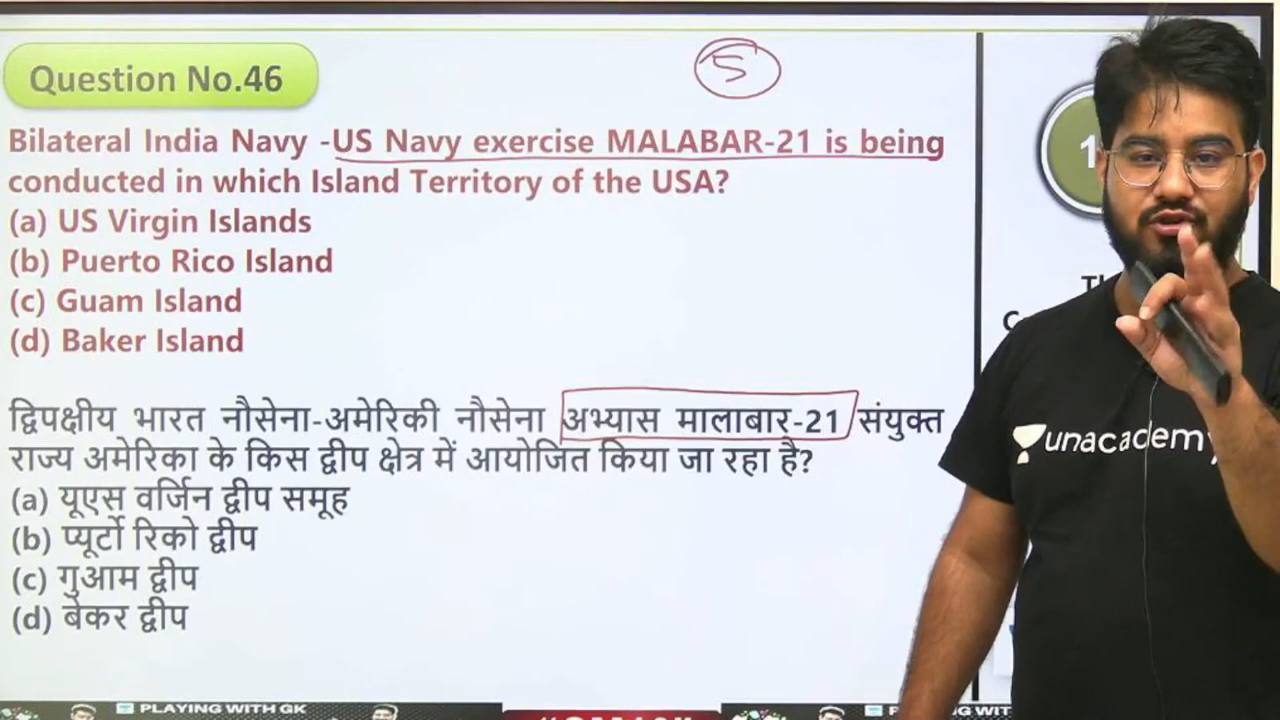 Question No.46
5
Bilateral India Navy -US Navy exercise MALABAR-21 is being
conducted in which Island Territory of the USA?
(a) US Virgin Islands
(b) Puerto Rico Island
(c) Guam Island
(d) Baker Island
द्विपक्षीय भारत नौसेना-अमेरिकी नौसेना अभ्यास मालाबार-21 संयुक्त
राज्य अमेरिका के किस द्वीप क्षेत्र में आयोजित किया जा रहा है?
(a) यूएस वर्जिन द्वीप समूह
(b) प्यूर्टो रिको द्वीप
(c) गुआम द्वीप
(d) बेकर द्वीप
unacademy
PLAYING WITH GK